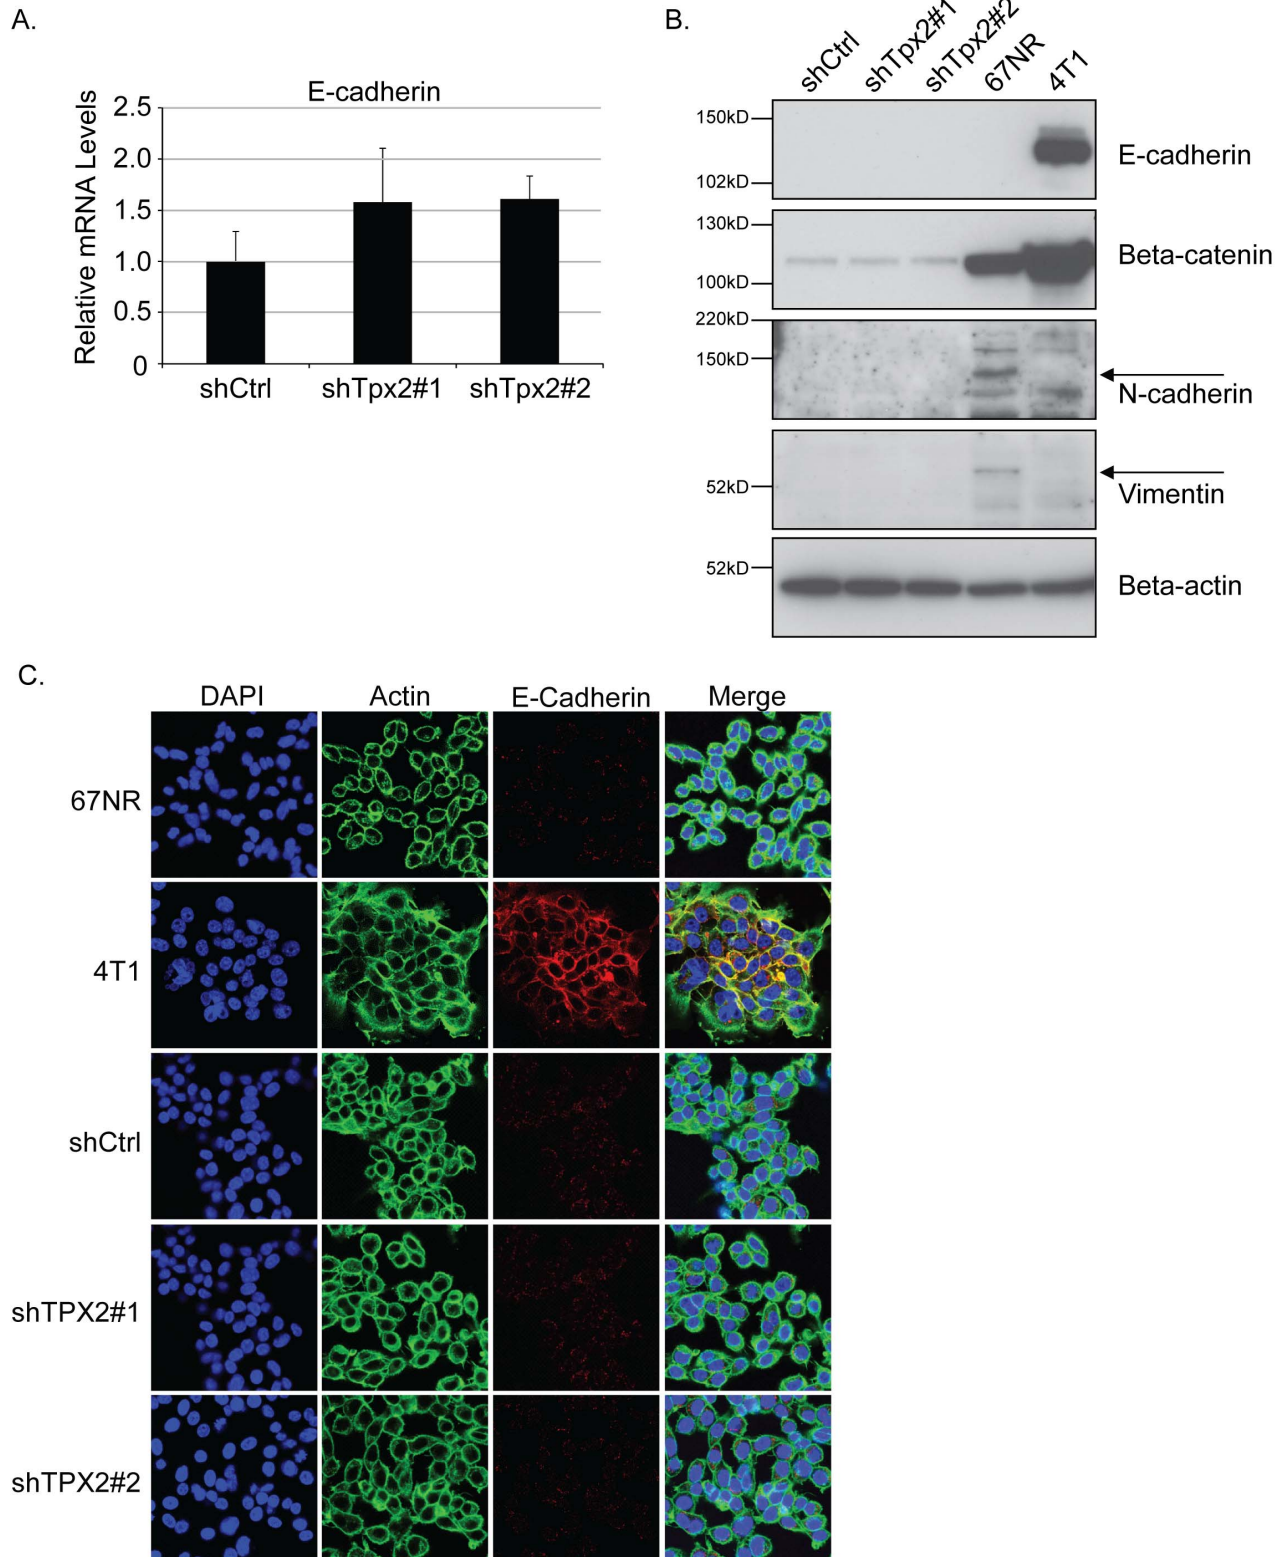 A.
E-cadherin
Relative mRNA Levels
2.5
2.0
1.5
1.0
0.5
0
shCtrl shTpx2#1 shTpx2#2
B.
shCtrl shTpx2#1 shTpx2#2 67NR 4T1
150kD
E-cadherin
102kD
130kD
Beta-catenin
100kD
220kD
150kD
N-cadherin
52kD
Vimentin
52kD
Beta-actin
C.
DAPI Actin E-Cadherin Merge
67NR
4T1
shCtrl
shTPX2#1
shTPX2#2